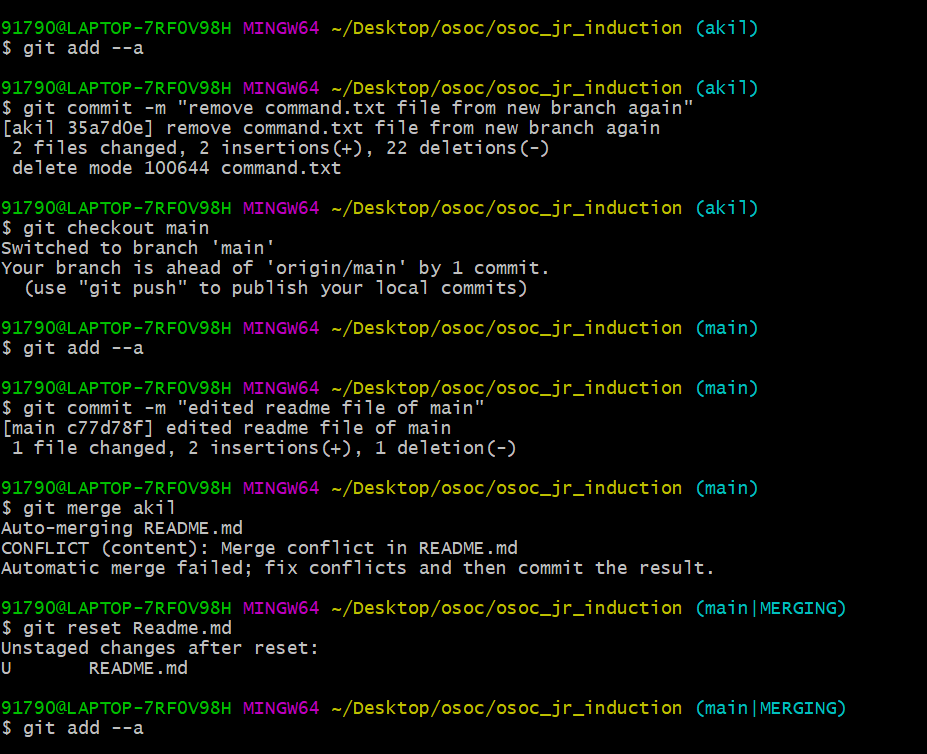 91790@LAPTOP-7RF0V98H MINGW64 ~/Desktop/osoc/osoc_jr_induction (akil)
$ git add --a
91790@LAPTOP-7RF0V98H MINGW64 ~/Desktop/osoc/osoc_jr_induction (akil)
$ git commit -m "remove command.txt file from new branch again"
[akil 35a7d0e] remove command.txt file from new branch again
 2 files changed, 2 insertions(+), 22 deletions(-)
 delete mode 100644 command.txt
91790@LAPTOP-7RF0V98H MINGW64 ~/Desktop/osoc/osoc_jr_induction (akil)
$ git checkout main
Switched to branch 'main'
Your branch is ahead of 'origin/main' by 1 commit.
  (use "git push" to publish your local commits)
91790@LAPTOP-7RF0V98H MINGW64 ~/Desktop/osoc/osoc_jr_induction (main)
$ git add --a
91790@LAPTOP-7RF0V98H MINGW64 ~/Desktop/osoc/osoc_jr_induction (main)
$ git commit -m "edited readme file of main"
[main c77d78f] edited readme file of main
 1 file changed, 2 insertions(+), 1 deletion(-)
91790@LAPTOP-7RF0V98H MINGW64 ~/Desktop/osoc/osoc_jr_induction (main)
$ git merge akil
Auto-merging README.md
CONFLICT (content): Merge conflict in README.md
Automatic merge failed; fix conflicts and then commit the result.
91790@LAPTOP-7RF0V98H MINGW64 ~/Desktop/osoc/osoc_jr_induction (main|MERGING)
$ git reset Readme.md
Unstaged changes after reset:
U       README.md
91790@LAPTOP-7RF0V98H MINGW64 ~/Desktop/osoc/osoc_jr_induction (main|MERGING)
$ git add --a